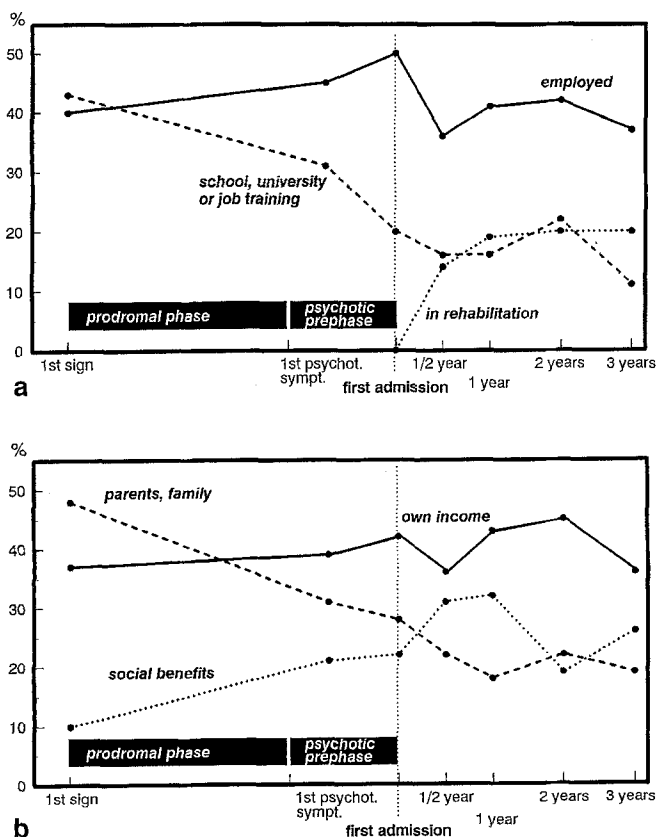 %
50
40
30
20
10
0
employed
school, university
or job training
in rehabilitation
prodromal phase
psychotic
prephase
1st sign
1st psychot.
sympt.
first admission
1/2 year
1 year
2 years
3 years
a
%
50
40
30
20
10
0
parents, family
own income
social benefits
prodromal phase
psychotic
prephase
1st sign
1st psychot.
sympt.
first admission
1/2 year
1 year
2 years
3 years
b